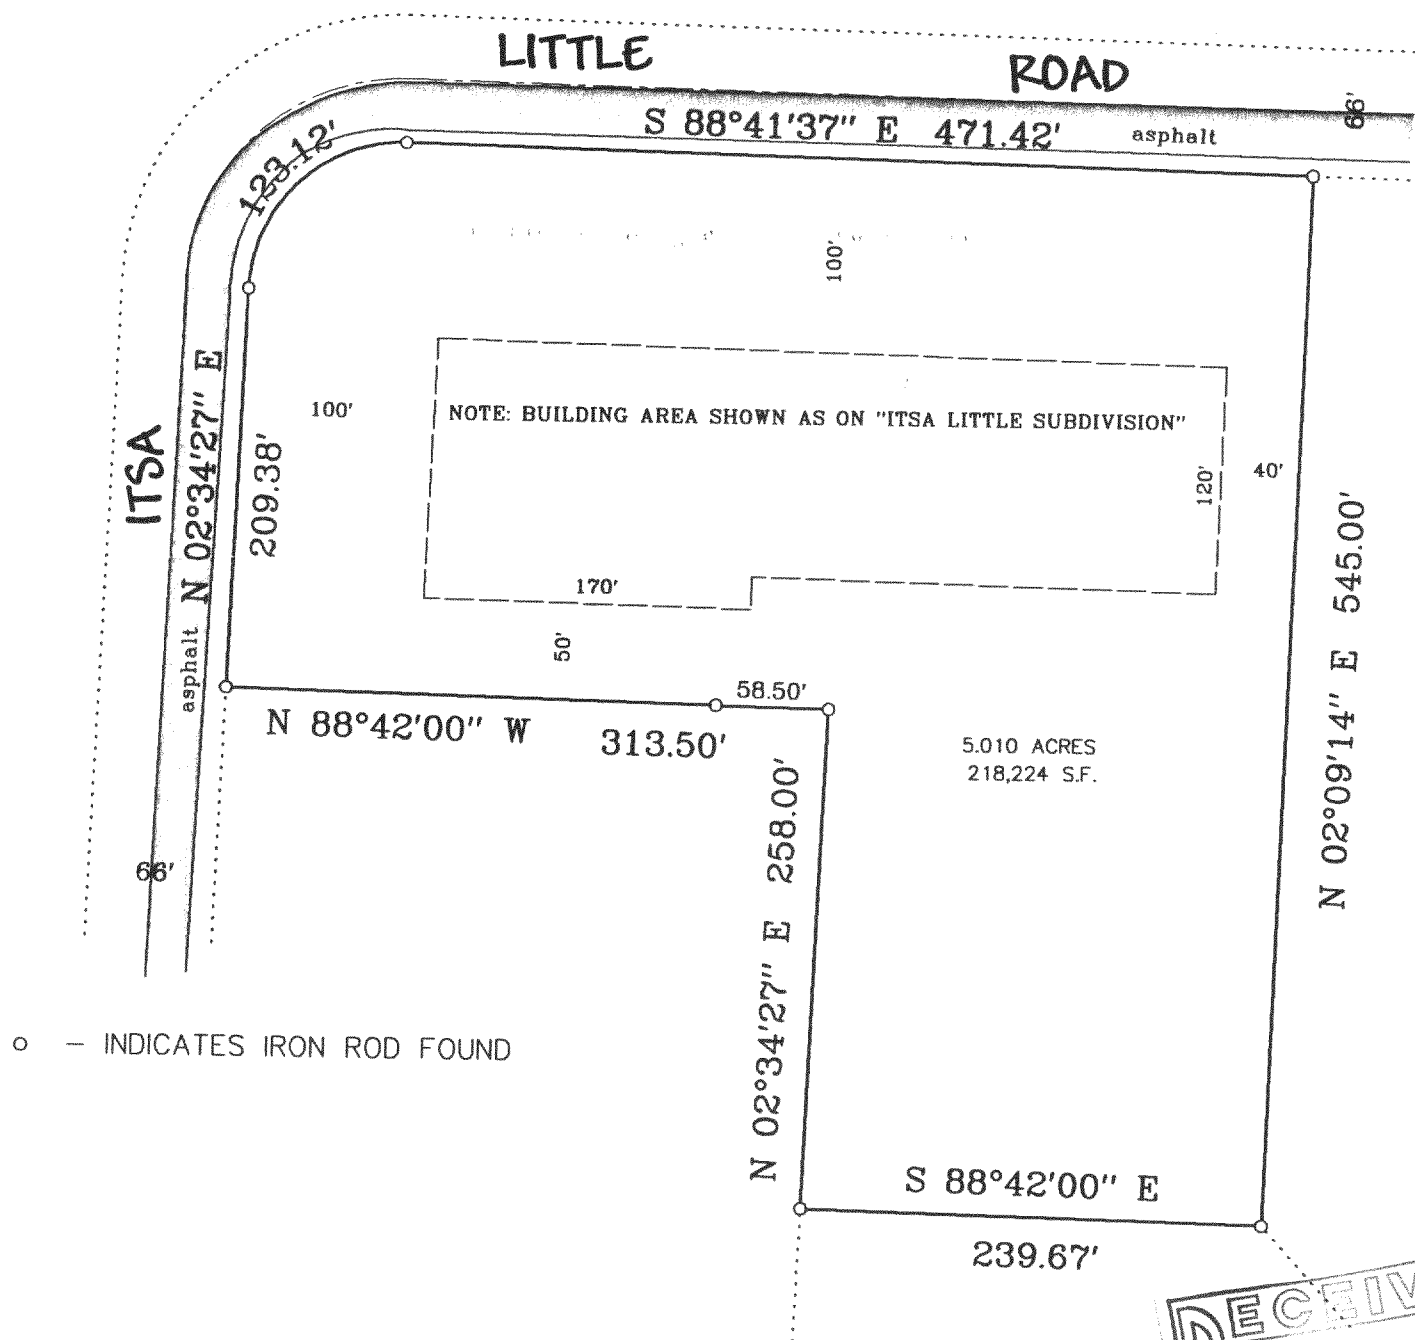 LITTLE ROAD
66'
S 88°41'37" E 471.42' asphalt
123.12'
100'
100'
NOTE: BUILDING AREA SHOWN AS ON "ITSA LITTLE SUBDIVISION"
ITSA
asphalt N 02°34'27" E
209.38'
120'
40'
170'
50'
58.50'
N 88°42'00" W 313.50'
5.010 ACRES
218,224 S.F.
N 02°09'14" E 545.00'
66'
N 02°34'27" E 258.00'
o – INDICATES IRON ROD FOUND
S 88°42'00" E
239.67'